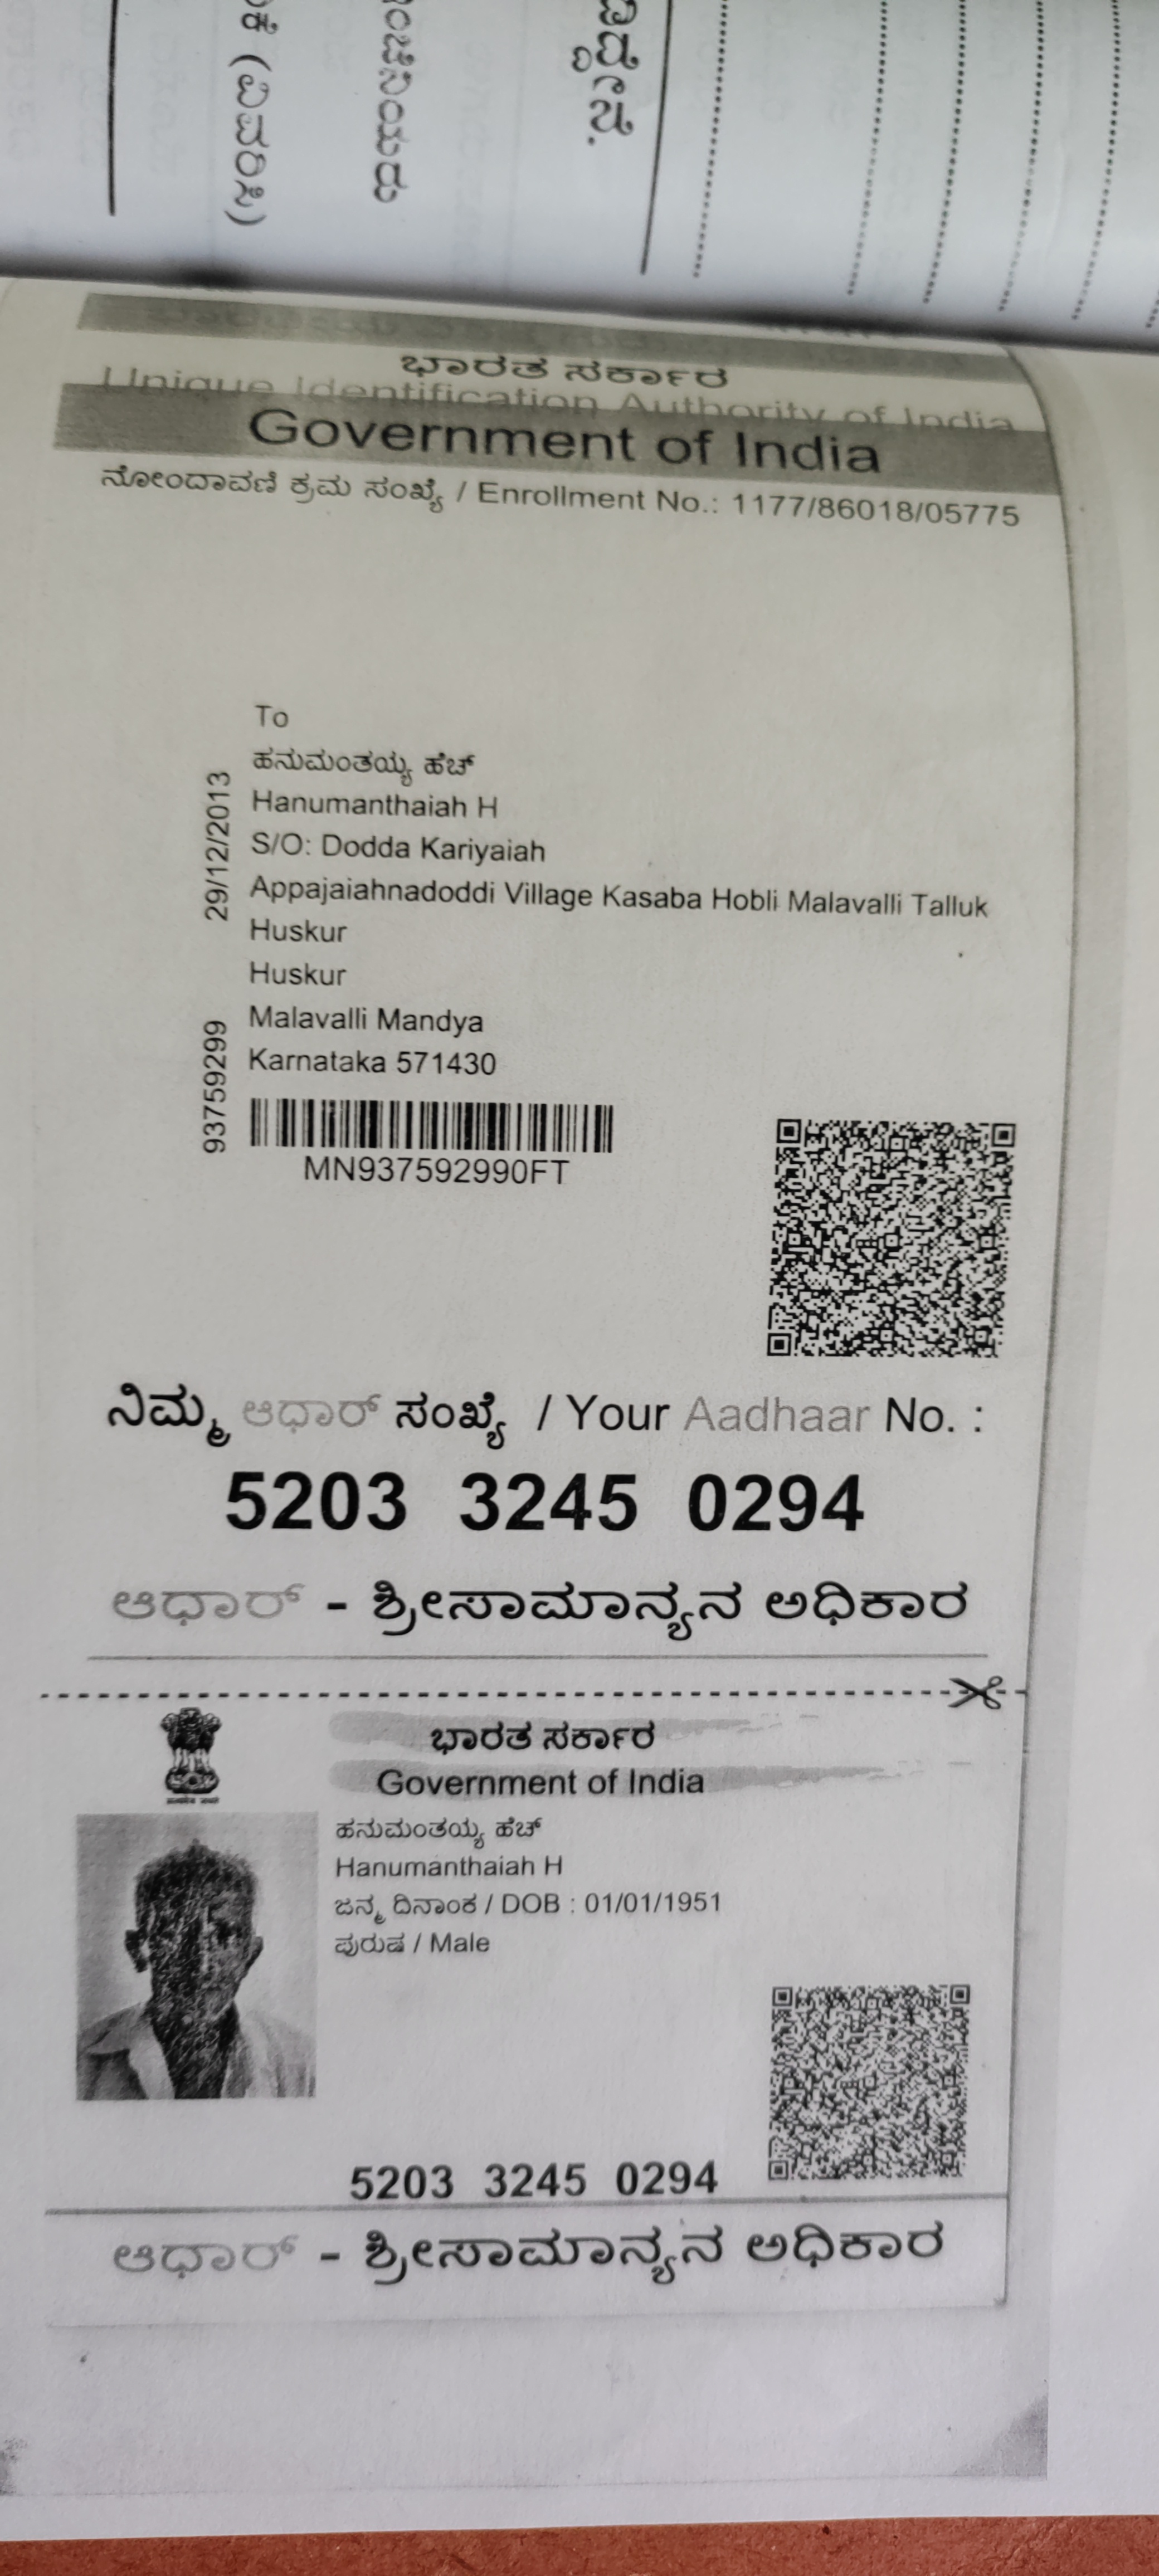 ಕೆ (ವಿವರಿಸಿ)
ಂಚೆನಿಂಯದು
ದ್ದೇನೆ.
ಭಾರತ ಸರ್ಕಾರ
Unique Identification Authority of India
Government of India
ನೋಂದಾವಣೆ ಕ್ರಮ ಸಂಖ್ಯೆ / Enrollment No.: 1177/86018/05775
To
ಹನುಮಂತಯ್ಯ ಹೆಚ್
Hanumanthaiah H
S/O: Dodda Kariyaiah
Appajaiahnadoddi Village Kasaba Hobli Malavalli Talluk
Huskur
Huskur
Malavalli Mandya
Karnataka 571430
29/12/2013
93759299
MN937592990FT
ನಿಮ್ಮ ಆಧಾರ್ ಸಂಖ್ಯೆ / Your Aadhaar No. :
5203 3245 0294
ಆಧಾರ್ - ಶ್ರೀಸಾಮಾನ್ಯನ ಅಧಿಕಾರ
ಭಾರತ ಸರ್ಕಾರ
Government of India
ಹನುಮಂತಯ್ಯ ಹೆಚ್
Hanumanthaiah H
ಜನ್ಮ ದಿನಾಂಕ / DOB : 01/01/1951
ಪುರುಷ / Male
5203 3245 0294
ಆಧಾರ್ - ಶ್ರೀಸಾಮಾನ್ಯನ ಅಧಿಕಾರ